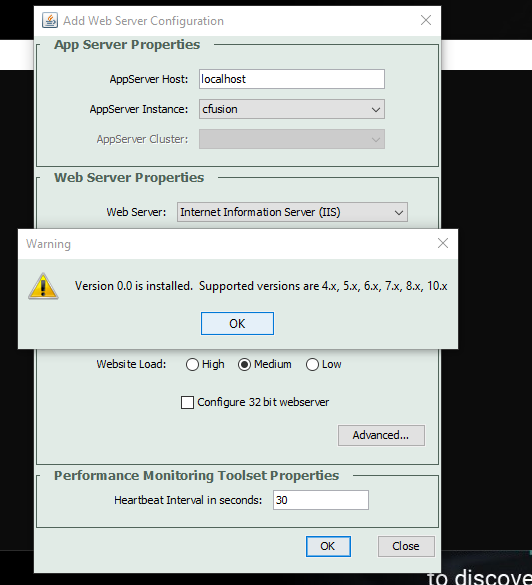 Add Web Server Configuration
App Server Properties
AppServer Host: localhost
AppServer Instance: cfusion
AppServer Cluster:
Web Server Properties
Web Server: Internet Information Server (IIS)
Warning
Version 0.0 is installed. Supported versions are 4.x, 5.x, 6.x, 7.x, 8.x, 10.x
OK
Website Load: High Medium Low
Configure 32 bit webserver
Advanced...
Performance Monitoring Toolset Properties
Heartbeat Interval in seconds: 30
OK Close
to discove